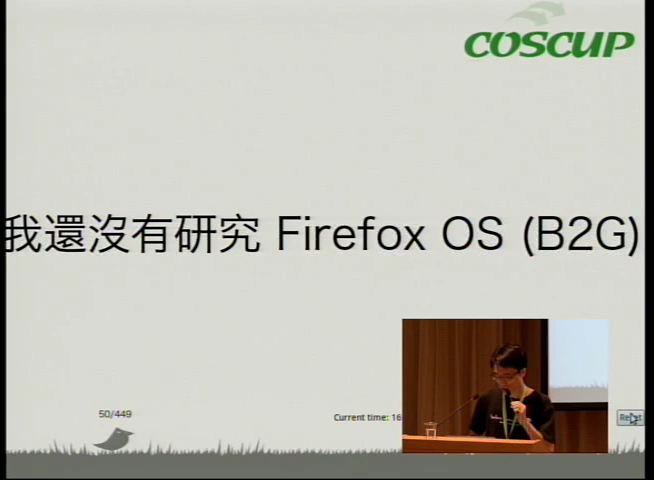 COSCUP
我還沒有研究 Firefox OS (B2G)
50/449
Current time: 16